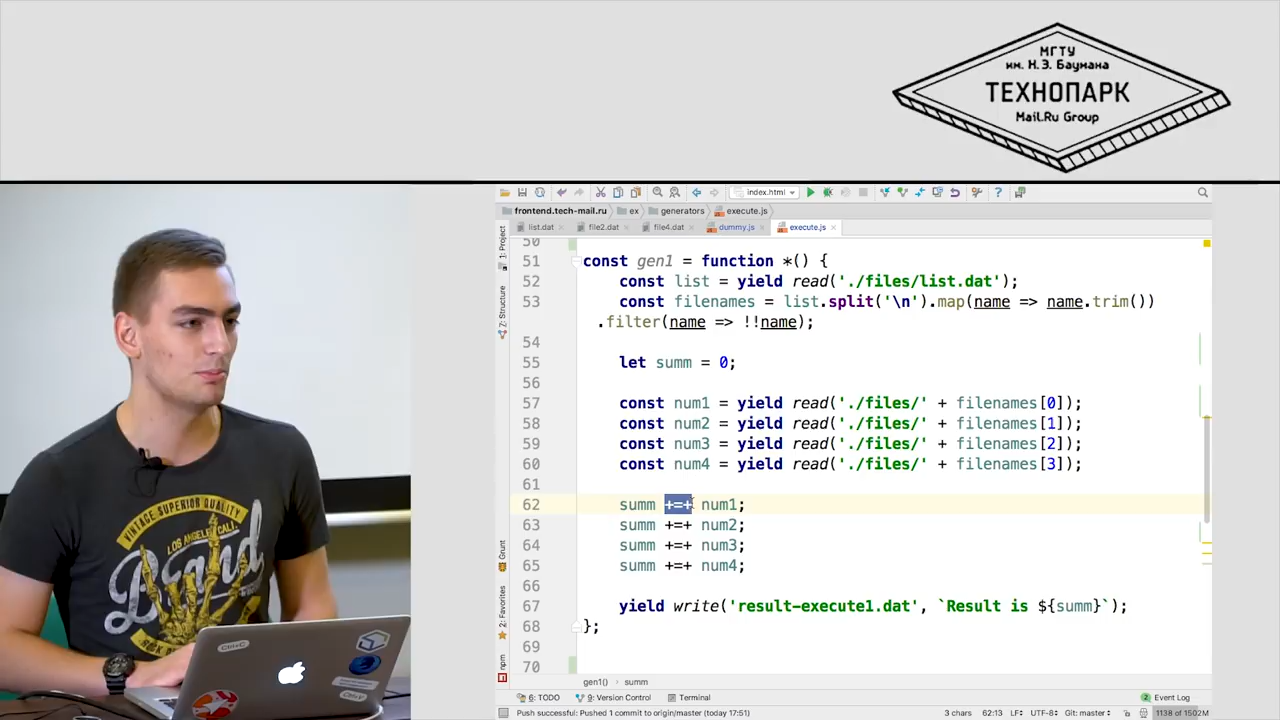 МГТУ
им. Н.Э. Баумана
ТЕХНОПАРК
Mail.Ru Group
index.html
frontend.tech-mail.ru
ex
generators
execute.js
list.dat
file2.dat
file4.dat
dummy.js
execute.js
1: Project
Z: Structure
Grunt
2: Favorites
npm
50
51 const gen1 = function *() {
52 const list = yield read('./files/list.dat');
53 const filenames = list.split('\n').map(name => name.trim())
.filter(name => !!name);
54
55 let summ = 0;
56
57 const num1 = yield read('./files/' + filenames[0]);
58 const num2 = yield read('./files/' + filenames[1]);
59 const num3 = yield read('./files/' + filenames[2]);
60 const num4 = yield read('./files/' + filenames[3]);
61
62 summ +=+ num1;
63 summ +=+ num2;
64 summ +=+ num3;
65 summ +=+ num4;
66
67 yield write('result-execute1.dat', `Result is ${summ}`);
68 };
69
70
gen1() summ
6: TODO
9: Version Control
Terminal
2 Event Log
Push successful: Pushed 1 commit to origin/master (today 17:51)
3 chars
62:13
LF
UTF-8
Git: master
1138 of 1502M
VINTAGE SUPERIOR QUALITY
LOS ANGELES CALI.
Brand
Ctrl+C
Ctrl+V